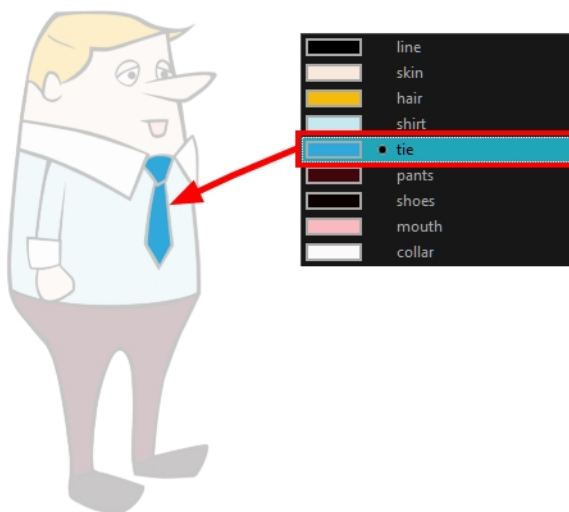 line
skin
hair
shirt
tie
pants
shoes
mouth
collar